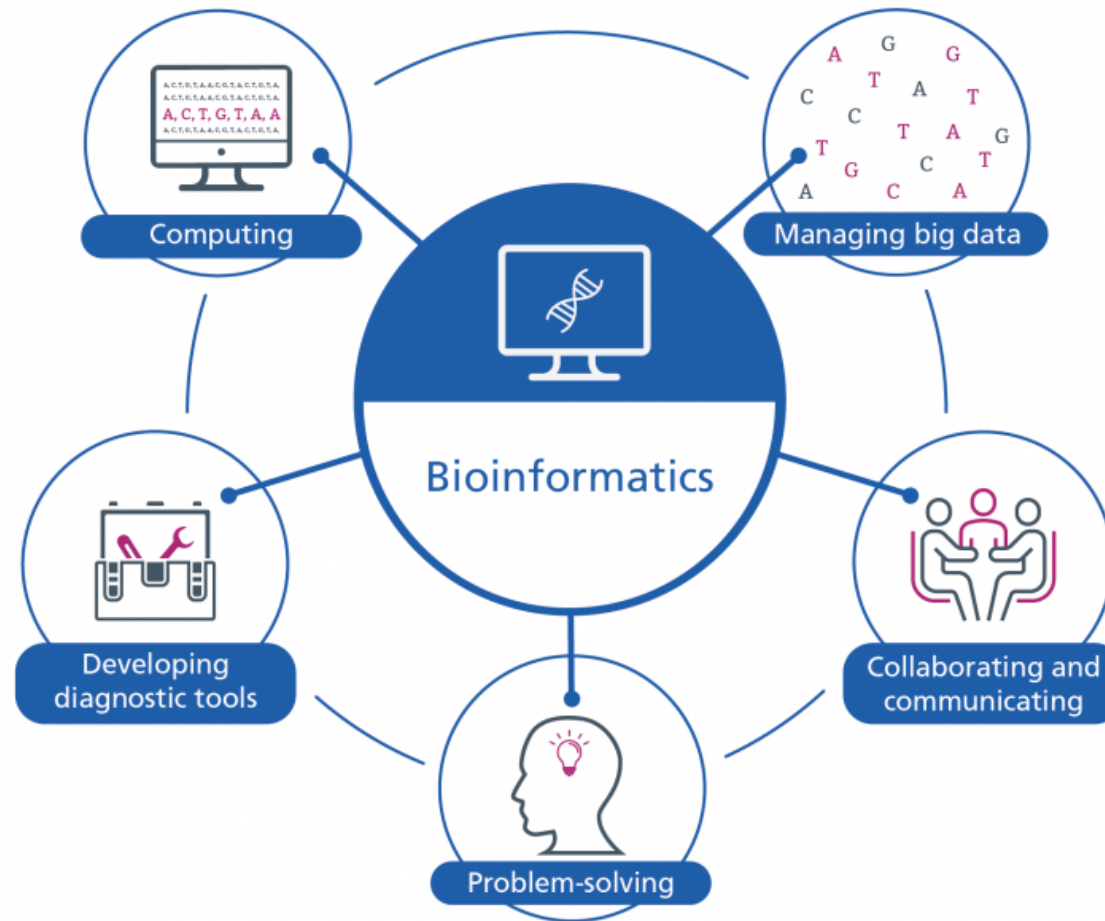 A, C, T, G, T, A, A
Computing
A G G
T
C A T
C
T A G
T T
G C
A C A
Managing big data
Bioinformatics
Developing
diagnostic tools
Collaborating and
communicating
Problem-solving